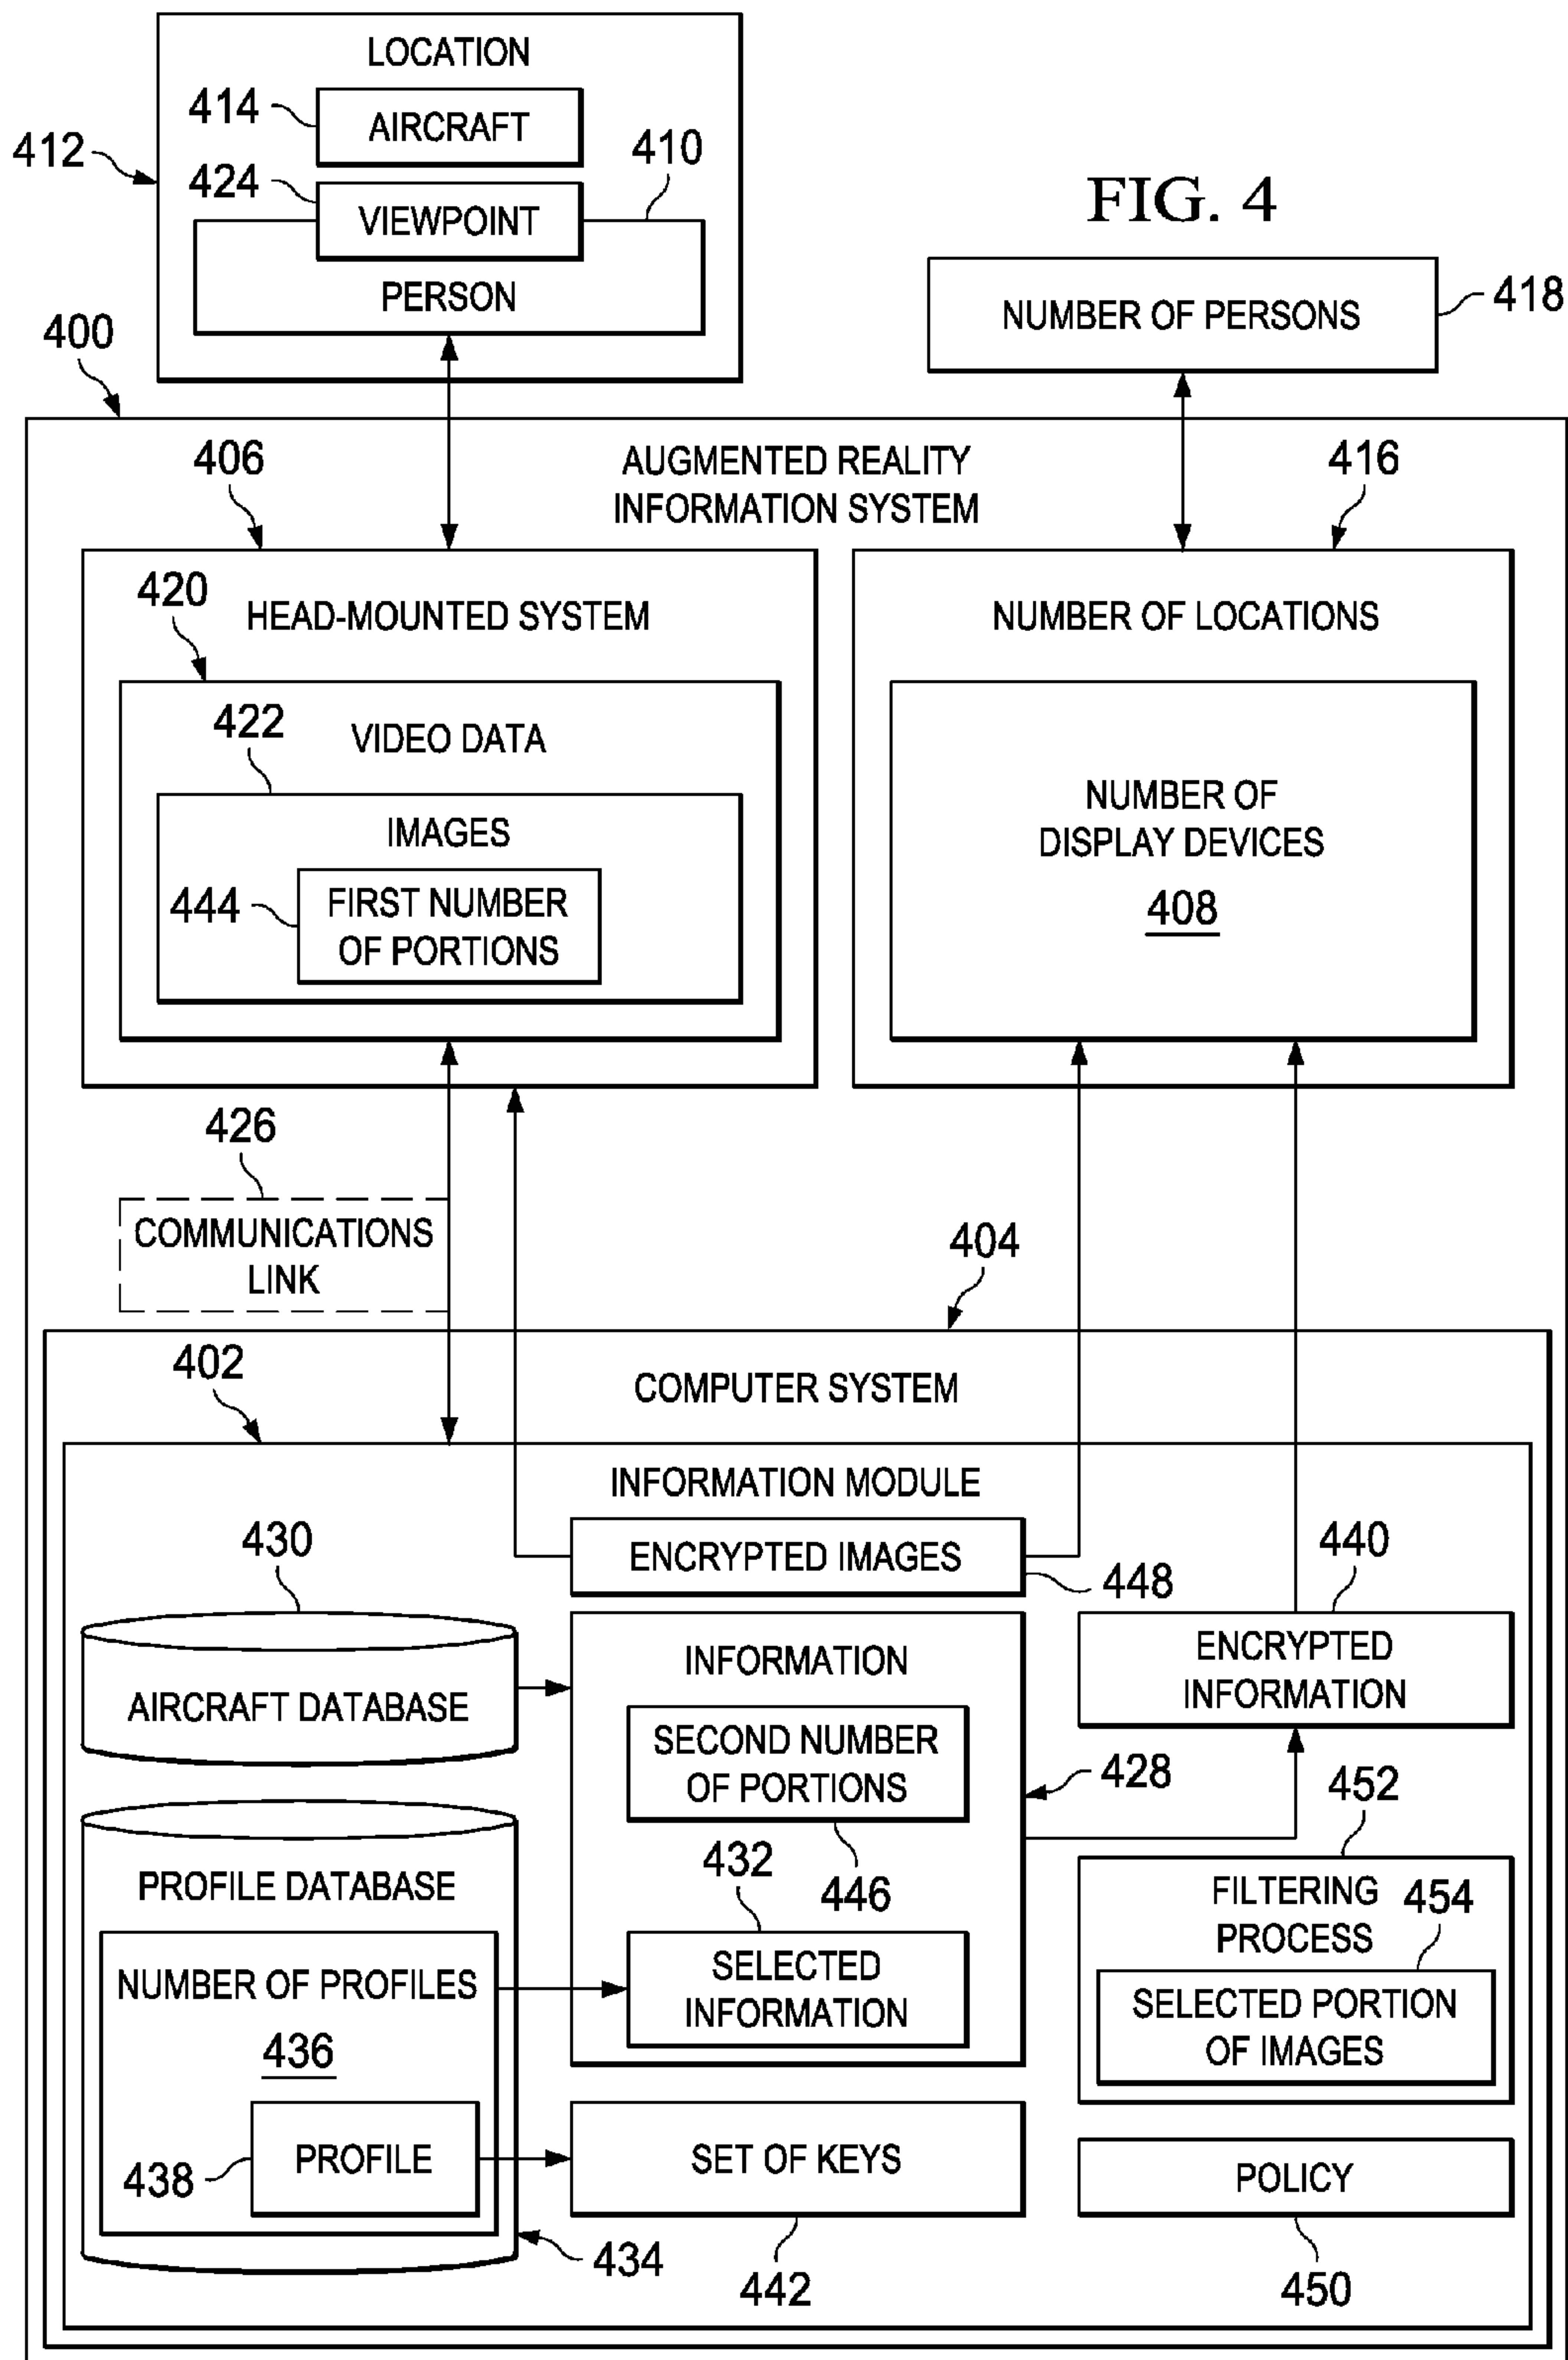 LOCATION
414
AIRCRAFT
412
410
424
VIEWPOINT
PERSON
FIG. 4
NUMBER OF PERSONS
418
400
406
AUGMENTED REALITY
INFORMATION SYSTEM
416
420
HEAD-MOUNTED SYSTEM
NUMBER OF LOCATIONS
422
VIDEO DATA
IMAGES
444
FIRST NUMBER
OF PORTIONS
NUMBER OF
DISPLAY DEVICES
408
426
COMMUNICATIONS
LINK
404
402
COMPUTER SYSTEM
INFORMATION MODULE
430
ENCRYPTED IMAGES
448
440
AIRCRAFT DATABASE
INFORMATION
ENCRYPTED
INFORMATION
SECOND NUMBER
OF PORTIONS
428
446
452
PROFILE DATABASE
432
FILTERING
PROCESS
454
NUMBER OF PROFILES
436
SELECTED
INFORMATION
SELECTED PORTION
OF IMAGES
438
PROFILE
SET OF KEYS
POLICY
434
442
450